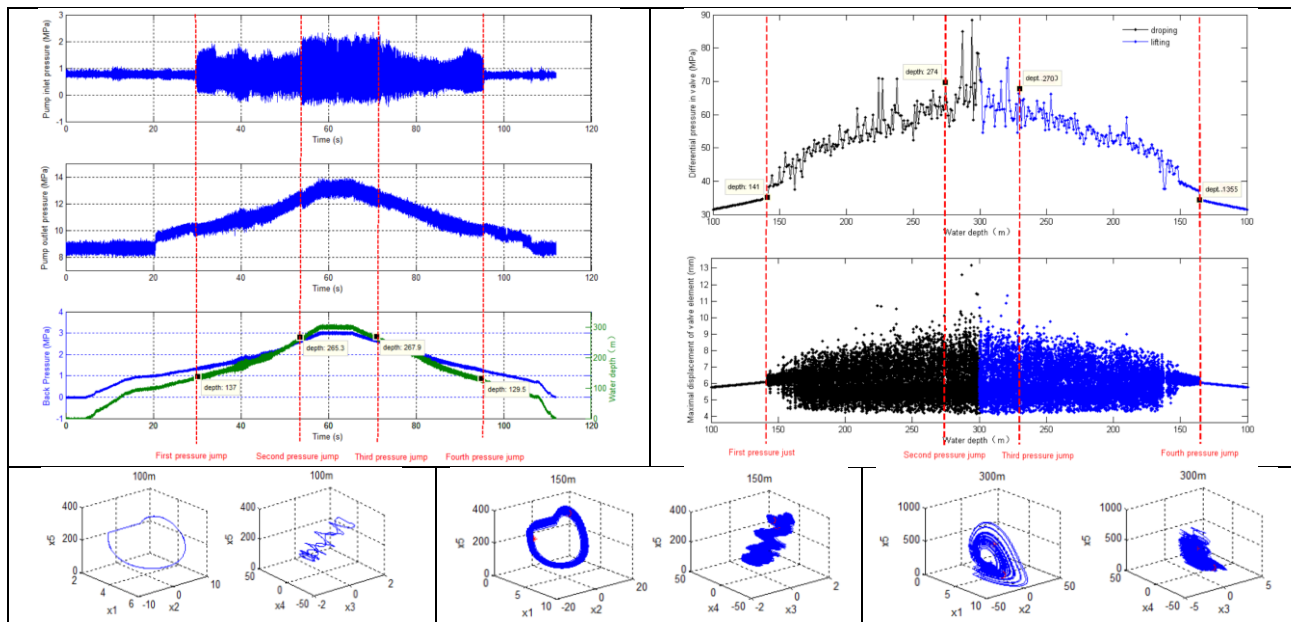 Pump inlet pressure (MPa)
3
2
1
0
-1
0 20 40 60 80 100 120
Time (s)
Pump outlet pressure (MPa)
14
12
10
8
0 20 40 60 80 100 120
Time (s)
Back Pressure (MPa)
4
3
2
1
0
-1
300
200
100
0
Water depth (m)
depth: 265.3
depth: 267.9
depth: 137
depth: 129.5
0 20 40 60 80 100 120
Time (s)
First pressure jump Second pressure jump Third pressure jump Fourth pressure jump
Differential pressure in valve (MPa)
90
80
70
60
50
40
30
droping
lifting
depth: 274
depth: 141
100 150 200 250 300 250 200 150 100
Water depth ( m )
Maximal displacement of valve element (mm)
13
12
11
10
9
8
7
6
5
4
100 150 200 250 300 250 200 150 100
Water depth ( m )
First pressure just Second pressure jump Third pressure jump Fourth pressure jump
100m
x5
400
200
0
2
4
6
x1
-10
0
10
x2
100m
x5
400
200
0
50
0
-50
x4
-2
0
2
x3
150m
x5
400
200
0
0
5
10
x1
-20
0
20
x2
150m
x5
400
200
0
50
0
-50
x4
-2
0
2
x3
300m
x5
1000
500
0
0
5
10
x1
-50
0
50
x2
300m
x5
1000
500
0
50
0
-50
x4
-5
0
5
x3